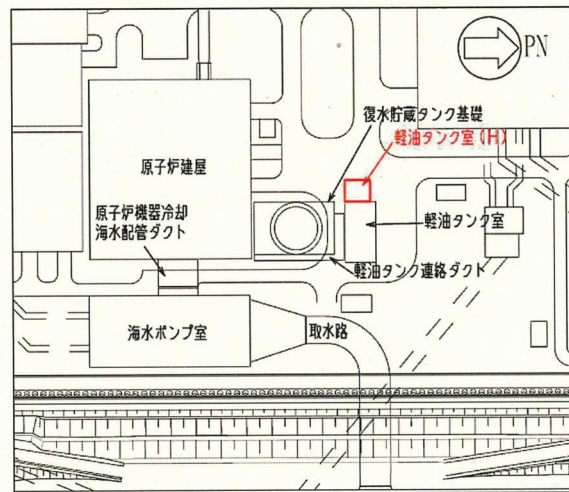 PN
復水貯蔵タンク基礎
軽油タンク室(H)
原子炉建屋
原子炉機器冷却
海水配管ダクト
軽油タンク室
軽油タンク連絡ダクト
海水ポンプ室
取水路